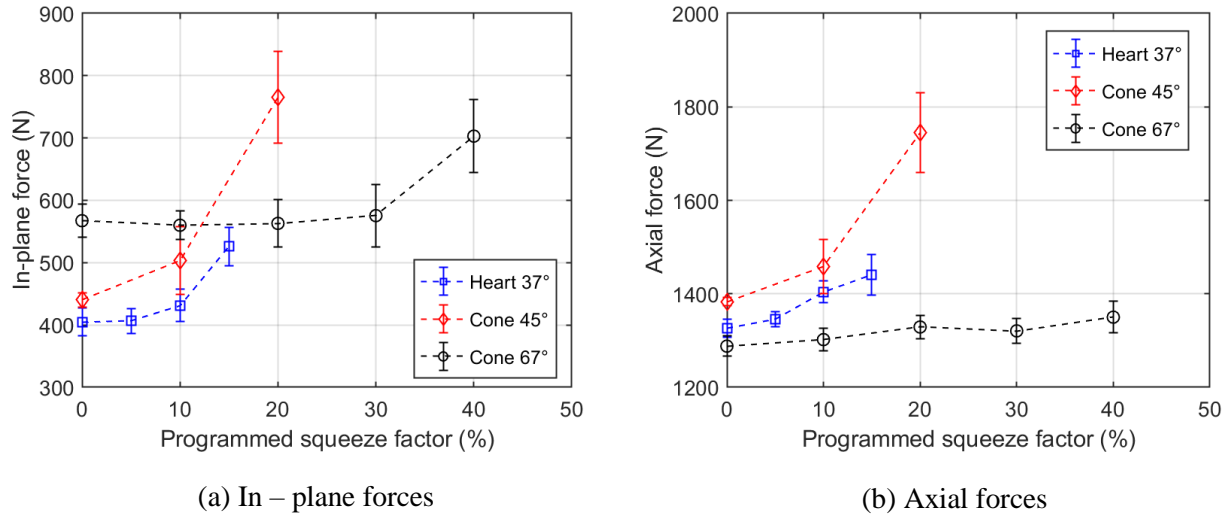 900
800
700
600
500
400
300
0
10
20
30
40
50
In-plane force (N)
Programmed squeeze factor (%)
Heart 37°
Cone 45°
Cone 67°
(a) In – plane forces
2000
1800
1600
1400
1200
0
10
20
30
40
50
Axial force (N)
Programmed squeeze factor (%)
Heart 37°
Cone 45°
Cone 67°
(b) Axial forces